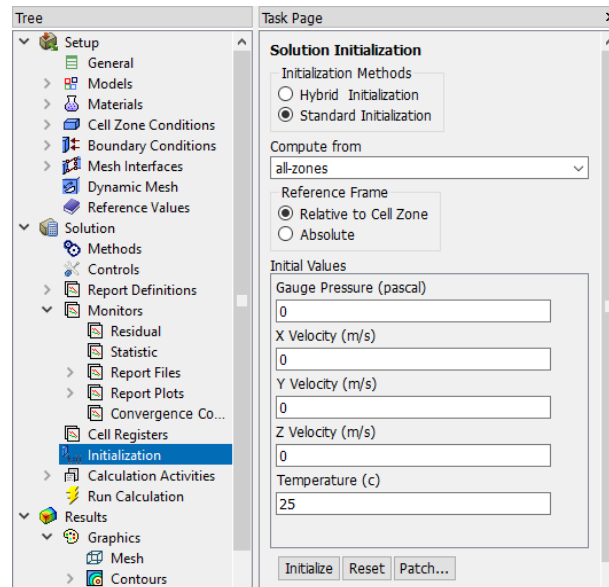 Tree
Setup
General
Models
Materials
Cell Zone Conditions
Boundary Conditions
Mesh Interfaces
Dynamic Mesh
Reference Values
Solution
Methods
Controls
Report Definitions
Monitors
Residual
Statistic
Report Files
Report Plots
Convergence Co...
Cell Registers
Initialization
Calculation Activities
Run Calculation
Results
Graphics
Mesh
Contours
Task Page
Solution Initialization
Initialization Methods
Hybrid Initialization
Standard Initialization
Compute from
all-zones
Reference Frame
Relative to Cell Zone
Absolute
Initial Values
Gauge Pressure (pascal)
0
X Velocity (m/s)
0
Y Velocity (m/s)
0
Z Velocity (m/s)
0
Temperature (c)
25
Initialize Reset Patch...